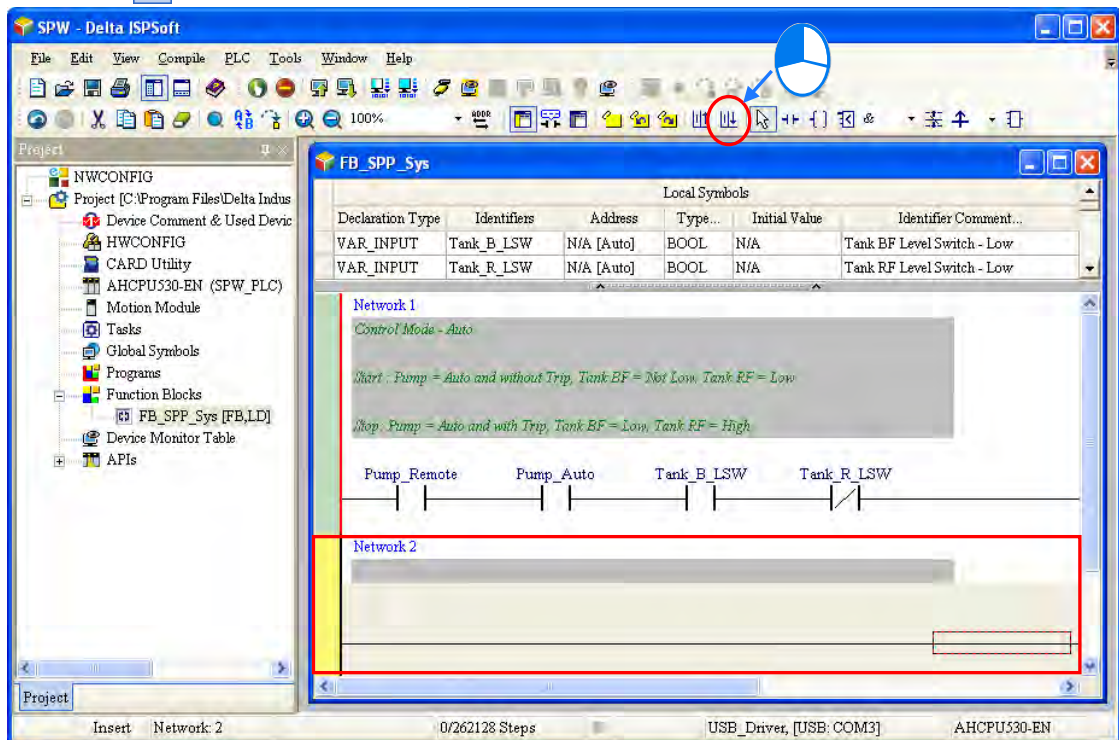 SPW - Delta ISPSoft
File Edit View Compile PLC Tools Window Help
100%
Project
NWCONFIG
Project [C:\Program Files\Delta Indus
Device Comment & Used Devic
HWCONFIG
CARD Utility
AHCPU530-EN (SPW_PLC)
Motion Module
Tasks
Global Symbols
Programs
Function Blocks
FB_SPP_Sys [FB,LD]
Device Monitor Table
APIs
Project
FB_SPP_Sys
Local Symbols
Declaration Type Identifiers Address Type... Initial Value Identifier Comment...
VAR_INPUT Tank_B_LSW N/A [Auto] BOOL N/A Tank BF Level Switch - Low
VAR_INPUT Tank_R_LSW N/A [Auto] BOOL N/A Tank RF Level Switch - Low
Network 1
Control Mode - Auto
Start : Pump = Auto and without Trip, Tank BF = Not Low, Tank RF = Low
Stop : Pump = Auto and with Trip, Tank BF = Low, Tank RF = High
Pump_Remote Pump_Auto Tank_B_LSW Tank_R_LSW
Network 2
Insert Network: 2 0/262128 Steps USB_Driver, [USB: COM3] AHCPU530-EN